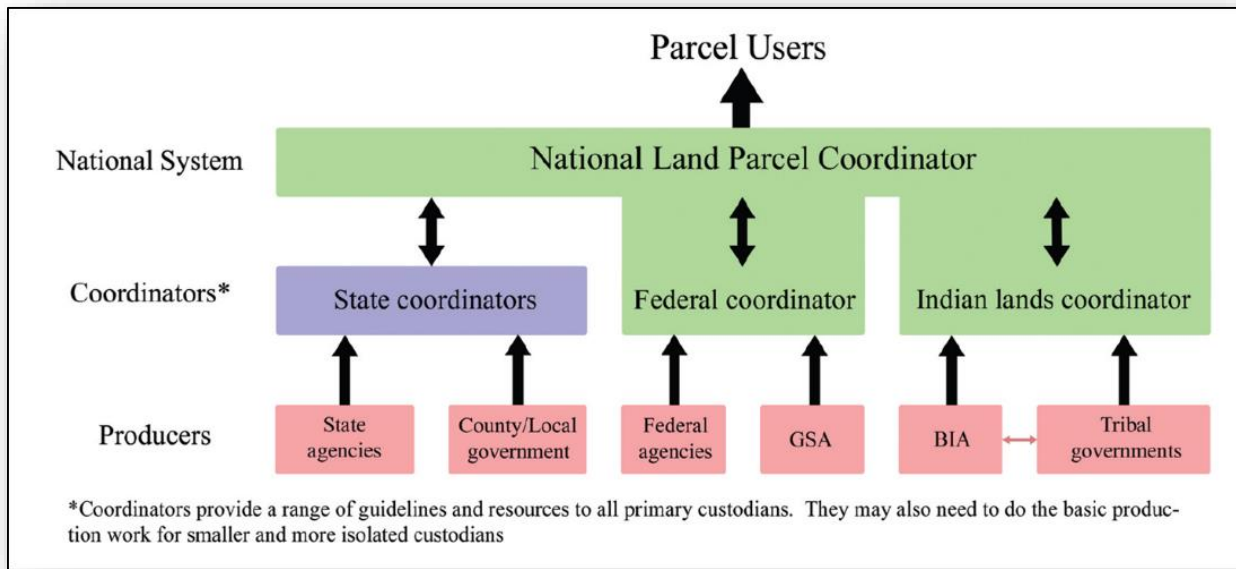 Parcel Users
National System
National Land Parcel Coordinator
Coordinators*
State coordinators
Federal coordinator
Indian lands coordinator
Producers
State
agencies
County/Local
government
Federal
agencies
GSA
BIA
Tribal
governments
*Coordinators provide a range of guidelines and resources to all primary custodians.  They may also need to do the basic produc-
tion work for smaller and more isolated custodians